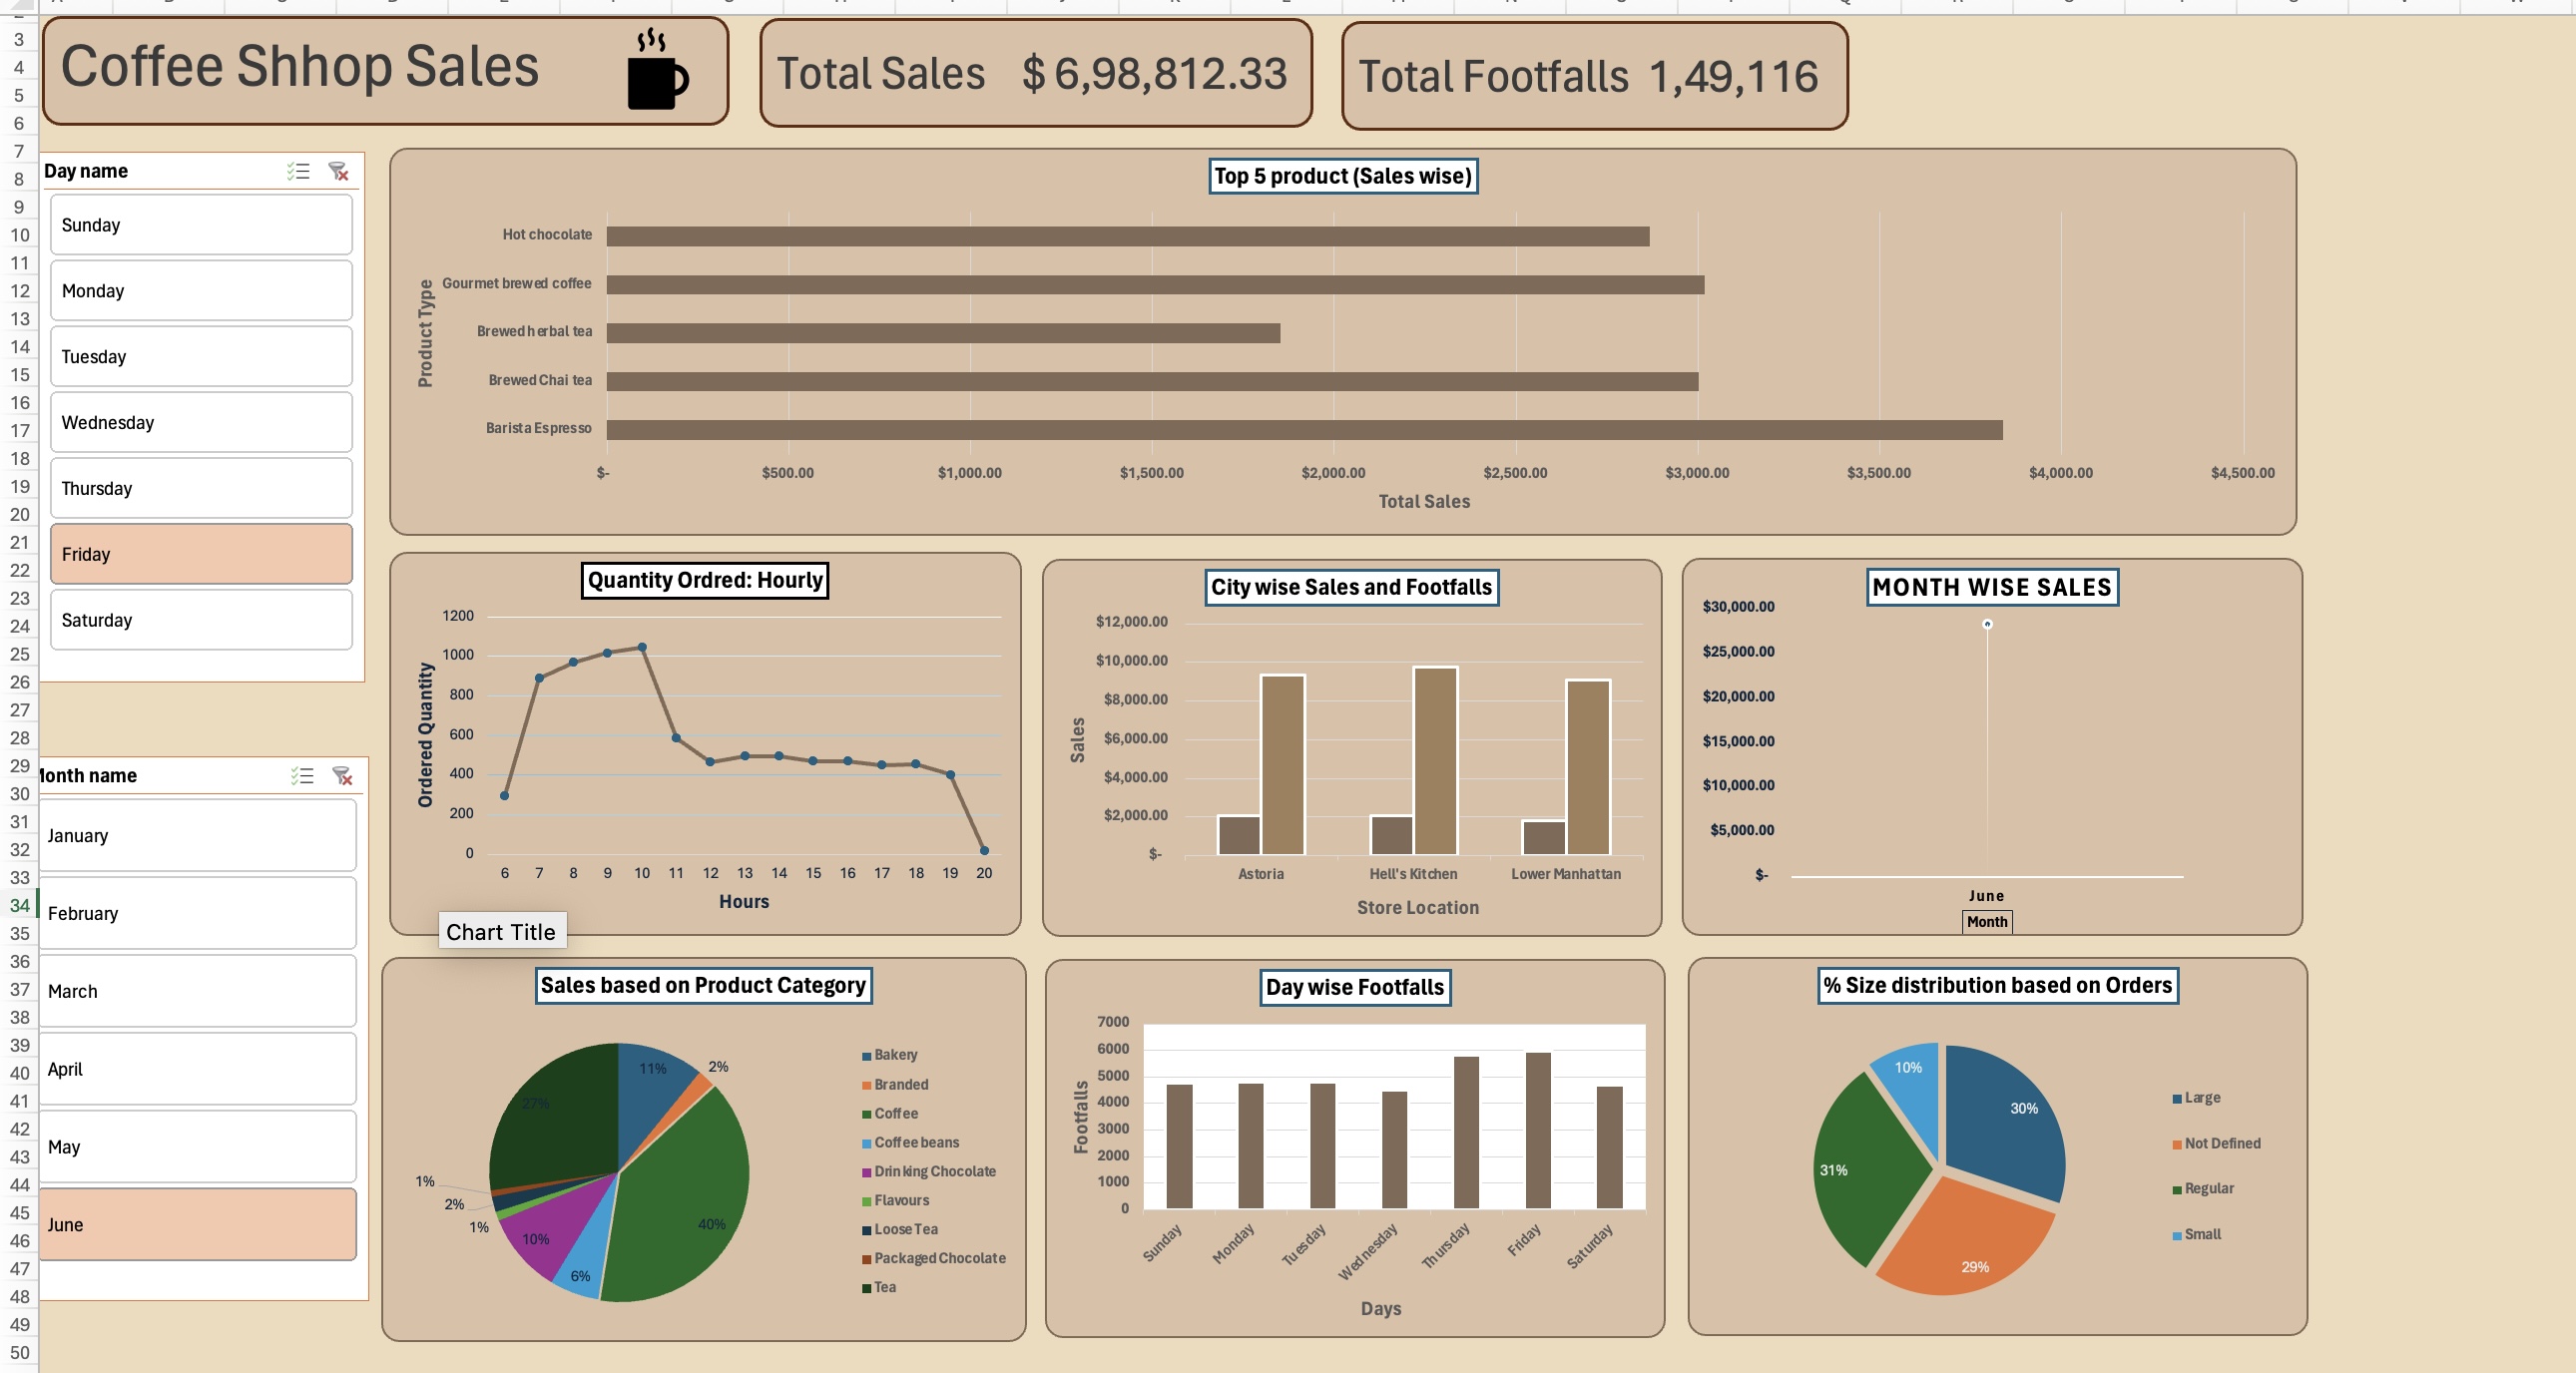 Coffee Shhop Sales
Total Sales $ 6,98,812.33
Total Footfalls 1,49,116
3
4
5
6
7
8
9
10
11
12
13
14
15
16
17
18
19
20
21
22
23
24
25
26
27
28
29
30
31
32
33
34
35
36
37
38
39
40
41
42
43
44
45
46
47
48
49
50
Day name
Sunday
Monday
Tuesday
Wednesday
Thursday
Friday
Saturday
Month name
January
February
March
April
May
June
Top 5 product (Sales wise)
Product Type
Hot chocolate
Gourmet brewed coffee
Brewed herbal tea
Brewed Chai tea
Barista Espresso
$- $500.00 $1,000.00 $1,500.00 $2,000.00 $2,500.00 $3,000.00 $3,500.00 $4,000.00 $4,500.00
Total Sales
Quantity Ordred: Hourly
Ordered Quantity
1200
1000
800
600
400
200
0
6 7 8 9 10 11 12 13 14 15 16 17 18 19 20
Hours
Chart Title
City wise Sales and Footfalls
Sales
$12,000.00
$10,000.00
$8,000.00
$6,000.00
$4,000.00
$2,000.00
$-
Astoria Hell's Kitchen Lower Manhattan
Store Location
MONTH WISE SALES
$30,000.00
$25,000.00
$20,000.00
$15,000.00
$10,000.00
$5,000.00
$-
June
Month
Sales based on Product Category
11%
2%
40%
6%
10%
1%
2%
1%
27%
Bakery
Branded
Coffee
Coffee beans
Drinking Chocolate
Flavours
Loose Tea
Packaged Chocolate
Tea
Day wise Footfalls
Footfalls
7000
6000
5000
4000
3000
2000
1000
0
Sunday Monday Tuesday Wednesday Thursday Friday Saturday
Days
% Size distribution based on Orders
30%
29%
31%
10%
Large
Not Defined
Regular
Small